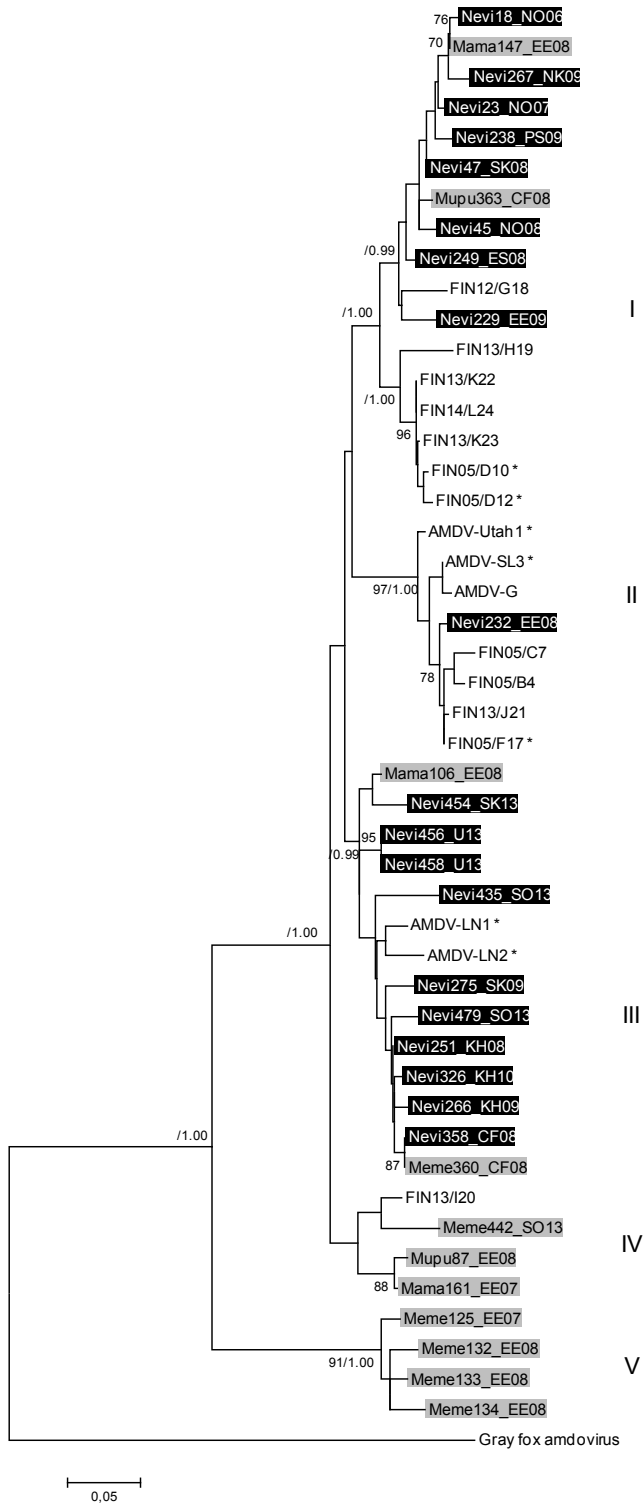 76
Nevi18_NO06
70
Mama147_EE08
Nevi267_NK09
Nevi23_NO07
Nevi238_PS09
Nevi47_SK08
Mupu363_CF08
Nevi45_NO08
/0.99
Nevi249_ES08
FIN12/G18
I
/1.00
Nevi229_EE09
FIN13/H19
FIN13/K22
/1.00
FIN14/L24
96
FIN13/K23
FIN05/D10 *
FIN05/D12 *
AMDV-Utah1 *
AMDV-SL3 *
97/1.00
AMDV-G
II
Nevi232_EE08
FIN05/C7
78
FIN05/B4
FIN13/J21
FIN05/F17 *
Mama106_EE08
Nevi454_SK13
95
Nevi456_U13
/0.99
Nevi458_U13
Nevi435_SO13
AMDV-LN1 *
/1.00
AMDV-LN2 *
Nevi275_SK09
Nevi479_SO13
III
Nevi251_KH08
Nevi326_KH10
Nevi266_KH09
/1.00
Nevi358_CF08
87
Meme360_CF08
FIN13/I20
Meme442_SO13
IV
Mupu87_EE08
88
Mama161_EE07
Meme125_EE07
Meme132_EE08
91/1.00
V
Meme133_EE08
Meme134_EE08
Gray fox amdovirus
0,05